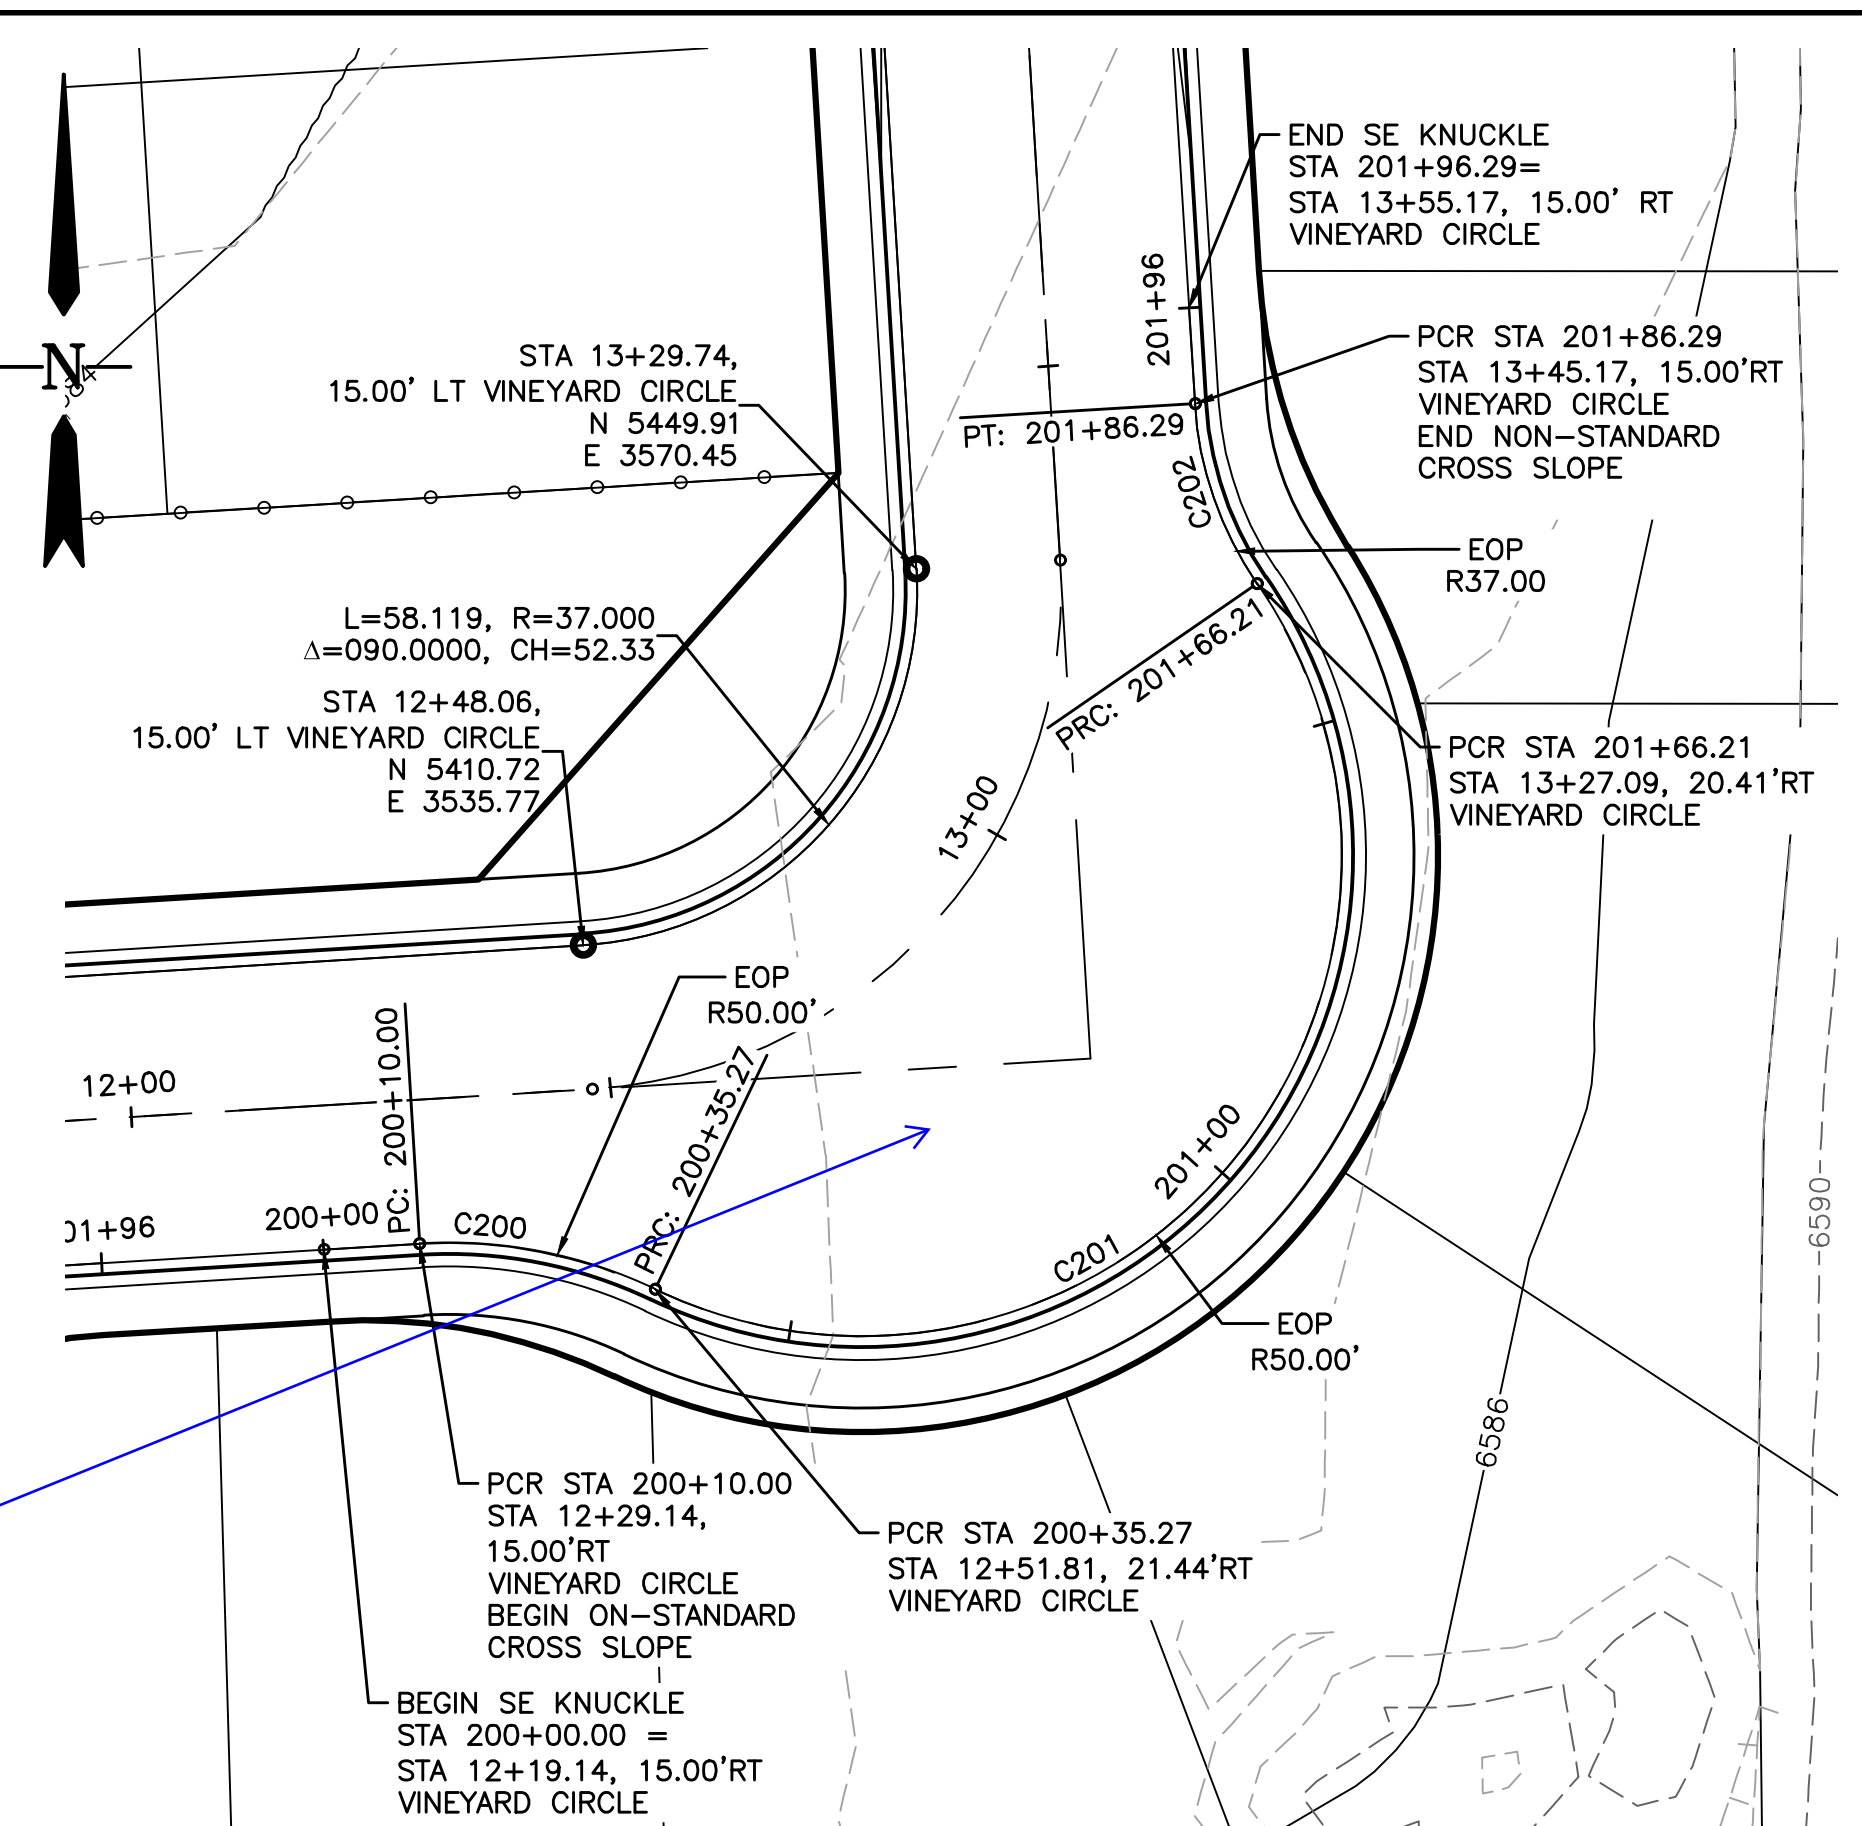 END SE KNUCKLE
STA 201+96.29=
STA 13+55.17, 15.00' RT
VINEYARD CIRCLE
201+96
N
STA 13+29.74,
15.00' LT VINEYARD CIRCLE
N 5449.91
E 3570.45
PCR STA 201+86.29
STA 13+45.17, 15.00'RT
VINEYARD CIRCLE
END NON-STANDARD
CROSS SLOPE
PT: 201+86.29
C202
EOP
R37.00
L=58.119, R=37.000
Δ=090.0000, CH=52.33
PRC: 201+66.21
STA 12+48.06,
15.00' LT VINEYARD CIRCLE
N 5410.72
E 3535.77
PCR STA 201+66.21
STA 13+27.09, 20.41'RT
VINEYARD CIRCLE
13+00
EOP
R50.00'
12+00
PC: 200+10.00
PRC: 200+35.27
01+96
200+00
C200
201+00
C201
6590
EOP
R50.00'
6586
PCR STA 200+10.00
STA 12+29.14,
15.00'RT
VINEYARD CIRCLE
BEGIN ON-STANDARD
CROSS SLOPE
PCR STA 200+35.27
STA 12+51.81, 21.44'RT
VINEYARD CIRCLE
BEGIN SE KNUCKLE
STA 200+00.00 =
STA 12+19.14, 15.00'RT
VINEYARD CIRCLE